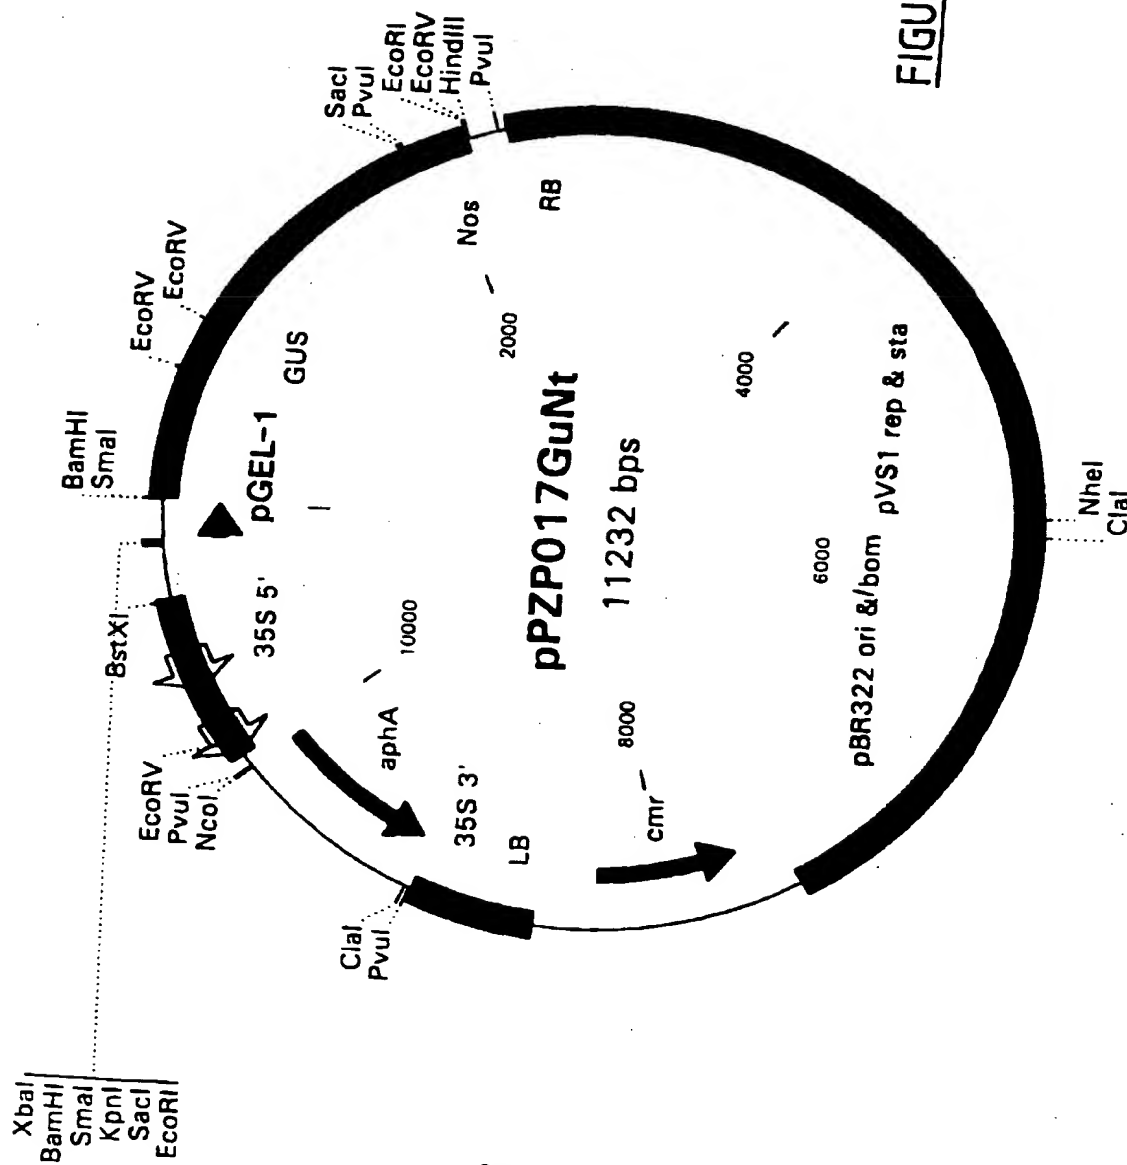 FIGU
XbaI
BamHI
SmaI
KpnI
SacI
EcoRI
BstXI
BamHI
SmaI
EcoRV
EcoRV
SacI
PvuI
EcoRI
EcoRV
HindIII
PvuI
EcoRV
PvuI
NcoI
ClaI
PvuI
NheI
ClaI
pGEL-1
GUS
Nos
RB
35S 5'
aphA
35S 3'
LB
cmr
pBR322 ori &/bom
pVS1 rep & sta
2000
4000
6000
8000
10000
pPZP017GuNt
11232 bps